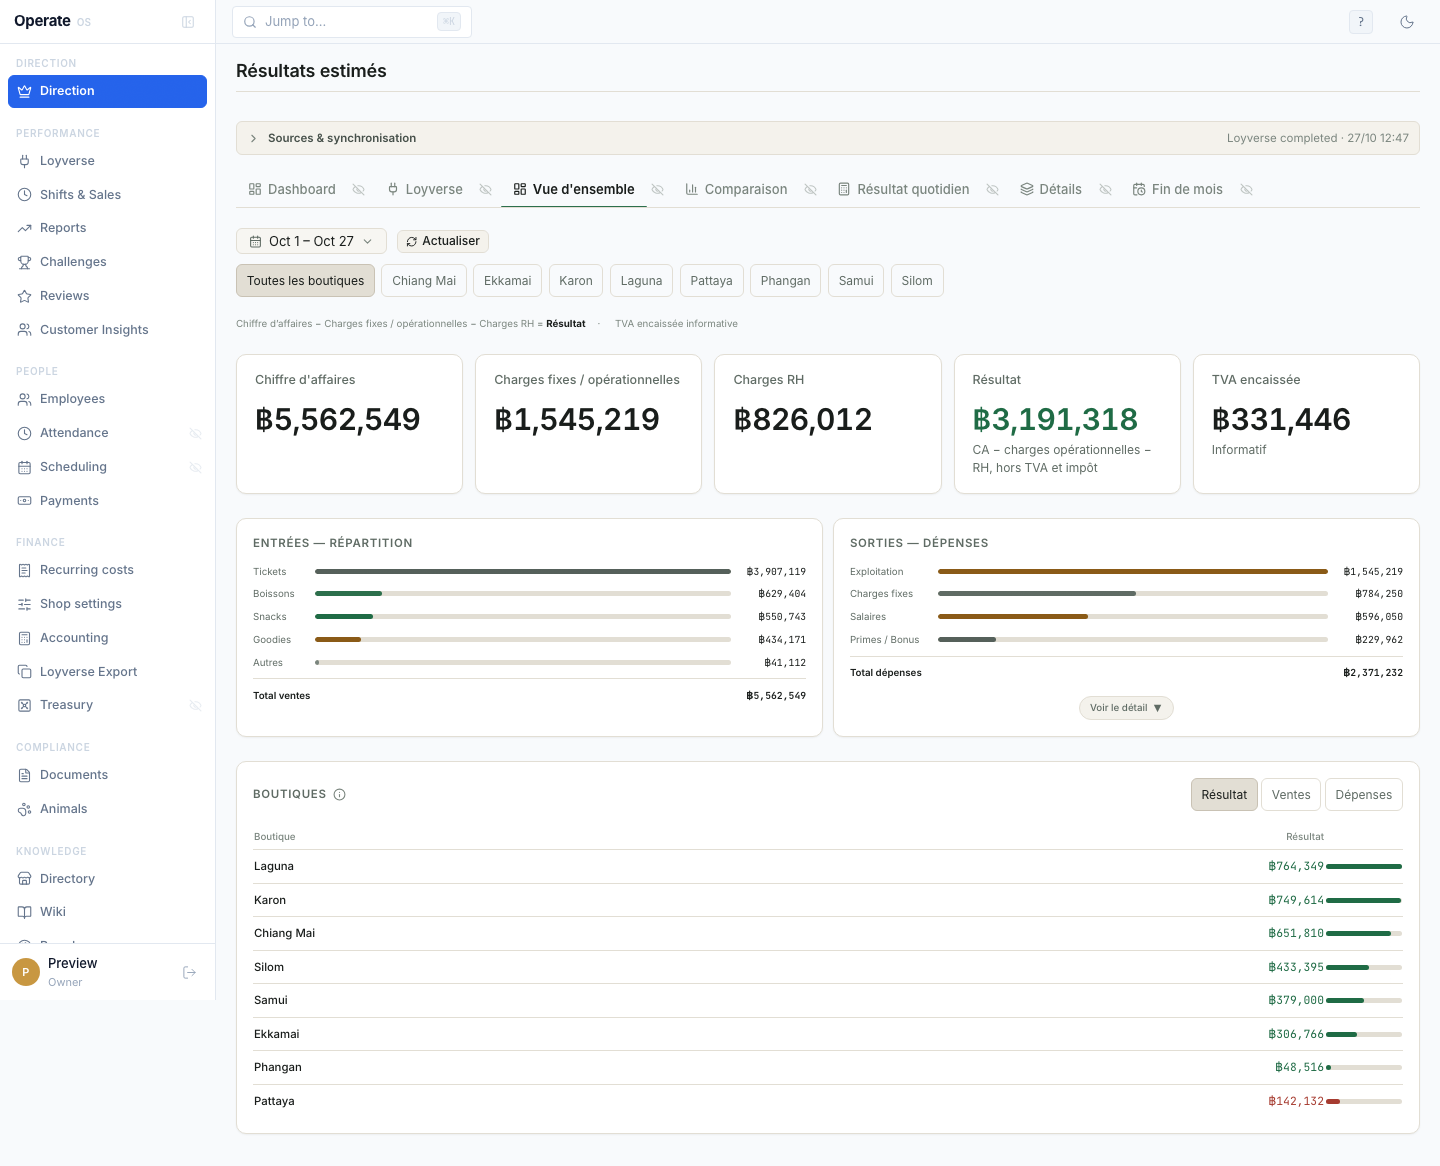 Operate OS
Jump to...
⌘K
?
DIRECTION
Direction
PERFORMANCE
Loyverse
Shifts & Sales
Reports
Challenges
Reviews
Customer Insights
PEOPLE
Employees
Attendance
Scheduling
Payments
FINANCE
Recurring costs
Shop settings
Accounting
Loyverse Export
Treasury
COMPLIANCE
Documents
Animals
KNOWLEDGE
Directory
Wiki
P
Preview
Owner
Résultats estimés
Sources & synchronisation
Loyverse completed · 27/10 12:47
Dashboard
Loyverse
Vue d'ensemble
Comparaison
Résultat quotidien
Détails
Fin de mois
Oct 1 – Oct 27
Actualiser
Toutes les boutiques
Chiang Mai
Ekkamai
Karon
Laguna
Pattaya
Phangan
Samui
Silom
Chiffre d'affaires − Charges fixes / opérationnelles − Charges RH = Résultat · TVA encaissée informative
Chiffre d'affaires
฿5,562,549
Charges fixes / opérationnelles
฿1,545,219
Charges RH
฿826,012
Résultat
฿3,191,318
CA − charges opérationnelles −
RH, hors TVA et impôt
TVA encaissée
฿331,446
Informatif
ENTRÉES — RÉPARTITION
Tickets ฿3,907,119
Boissons ฿629,404
Snacks ฿550,743
Goodies ฿434,171
Autres ฿41,112
Total ventes ฿5,562,549
SORTIES — DÉPENSES
Exploitation ฿1,545,219
Charges fixes ฿784,250
Salaires ฿596,050
Primes / Bonus ฿229,962
Total dépenses ฿2,371,232
Voir le détail ▼
BOUTIQUES
Résultat
Ventes
Dépenses
Boutique Résultat
Laguna ฿764,349
Karon ฿749,614
Chiang Mai ฿651,810
Silom ฿433,395
Samui ฿379,000
Ekkamai ฿306,766
Phangan ฿48,516
Pattaya ฿142,132